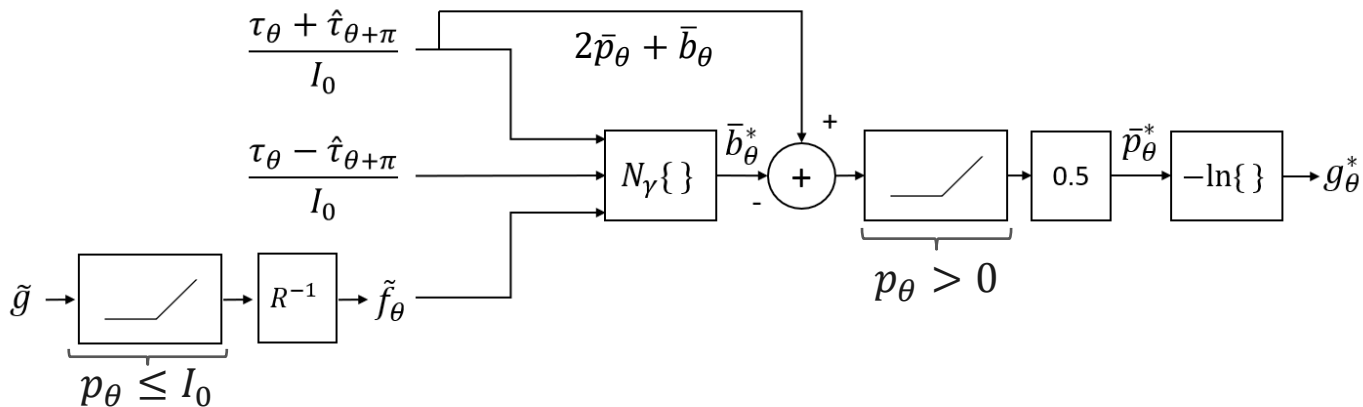 τ_θ + τ̂_{θ+π}
I_0
2p̄_θ + b̄_θ
τ_θ − τ̂_{θ+π}
I_0
N_γ{ }
b̄*_θ
+
+
-
0.5
p̄*_θ
−ln{ }
g*_θ
p_θ > 0
g̃
R^{−1}
f̃_θ
p_θ ≤ I_0